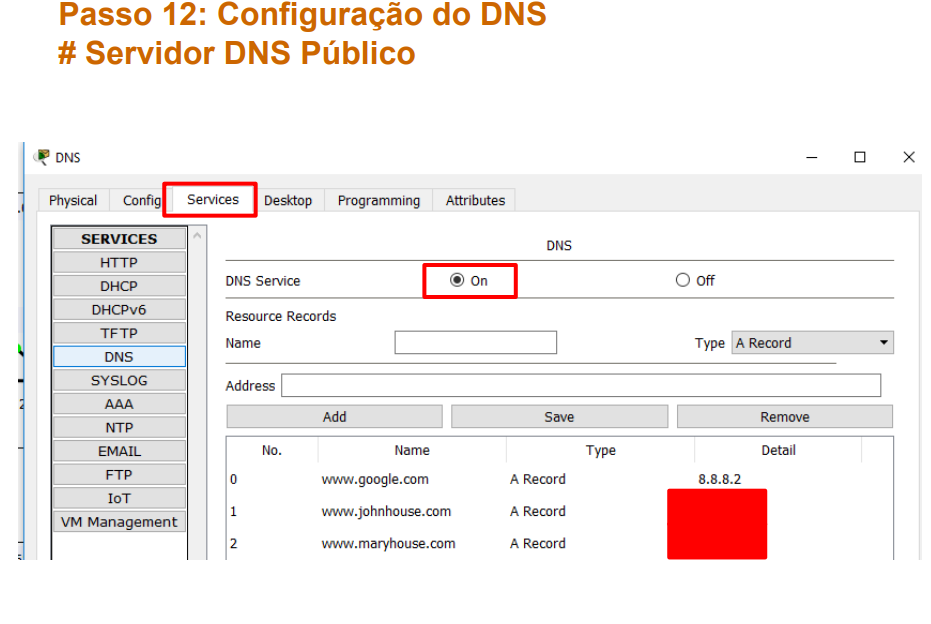 Passo 12: Configuração do DNS
# Servidor DNS Público
DNS
Physical Config Services Desktop Programming Attributes
SERVICES
HTTP
DHCP
DHCPv6
TFTP
DNS
SYSLOG
AAA
NTP
EMAIL
FTP
IoT
VM Management
DNS
DNS Service On Off
Resource Records
Name Type A Record
Address
Add Save Remove
No. Name Type Detail
0 www.google.com A Record 8.8.8.2
1 www.johnhouse.com A Record
2 www.maryhouse.com A Record